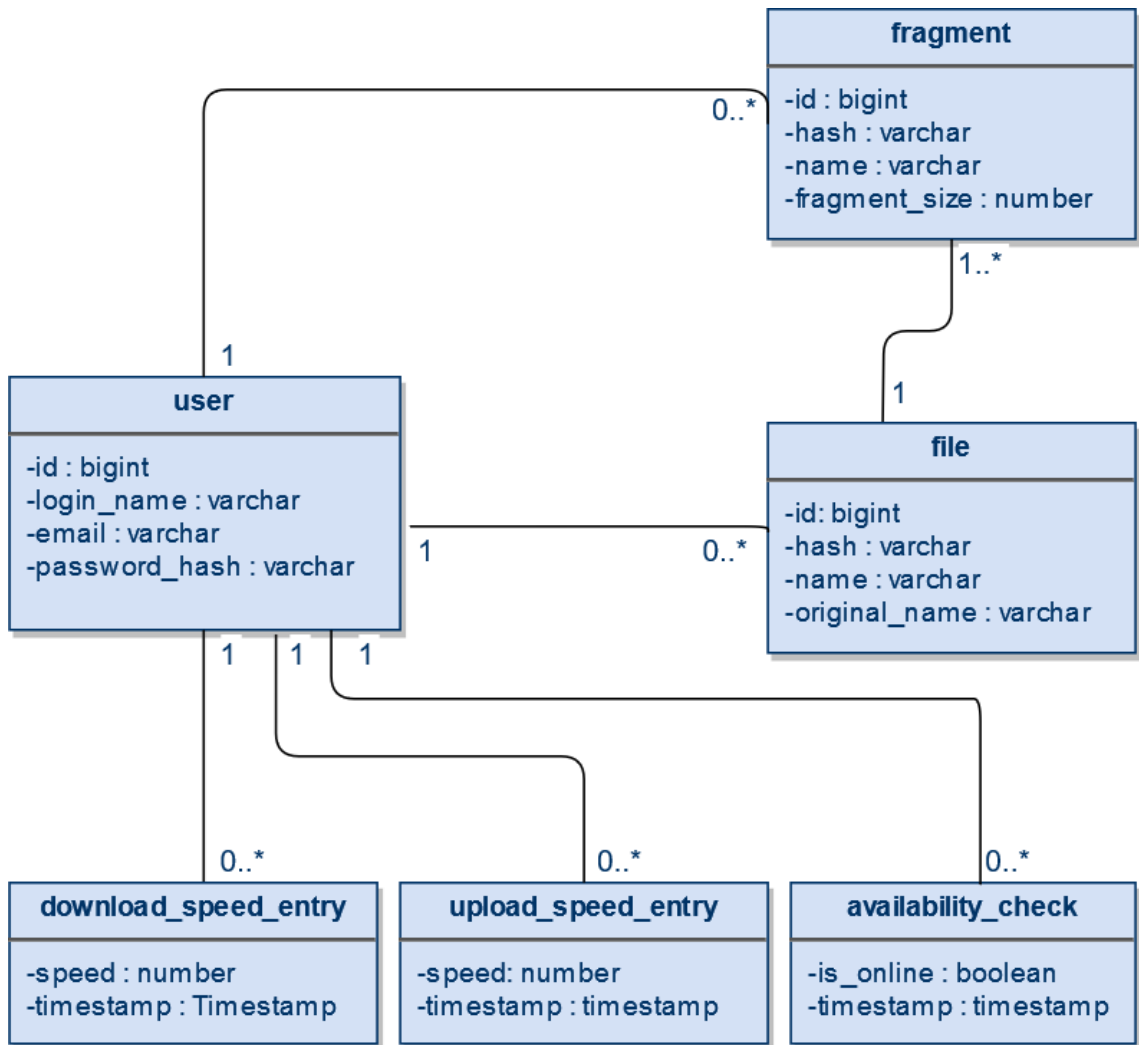 fragment
-id : bigint
-hash : varchar
-name : varchar
-fragment_size : number
0..*
1..*
1
1
user
-id : bigint
-login_name : varchar
-email : varchar
-password_hash : varchar
file
-id: bigint
-hash : varchar
-name : varchar
-original_name : varchar
1
0..*
1
1
1
0..*
0..*
0..*
download_speed_entry
-speed : number
-timestamp : Timestamp
upload_speed_entry
-speed: number
-timestamp : timestamp
availability_check
-is_online : boolean
-timestamp : timestamp